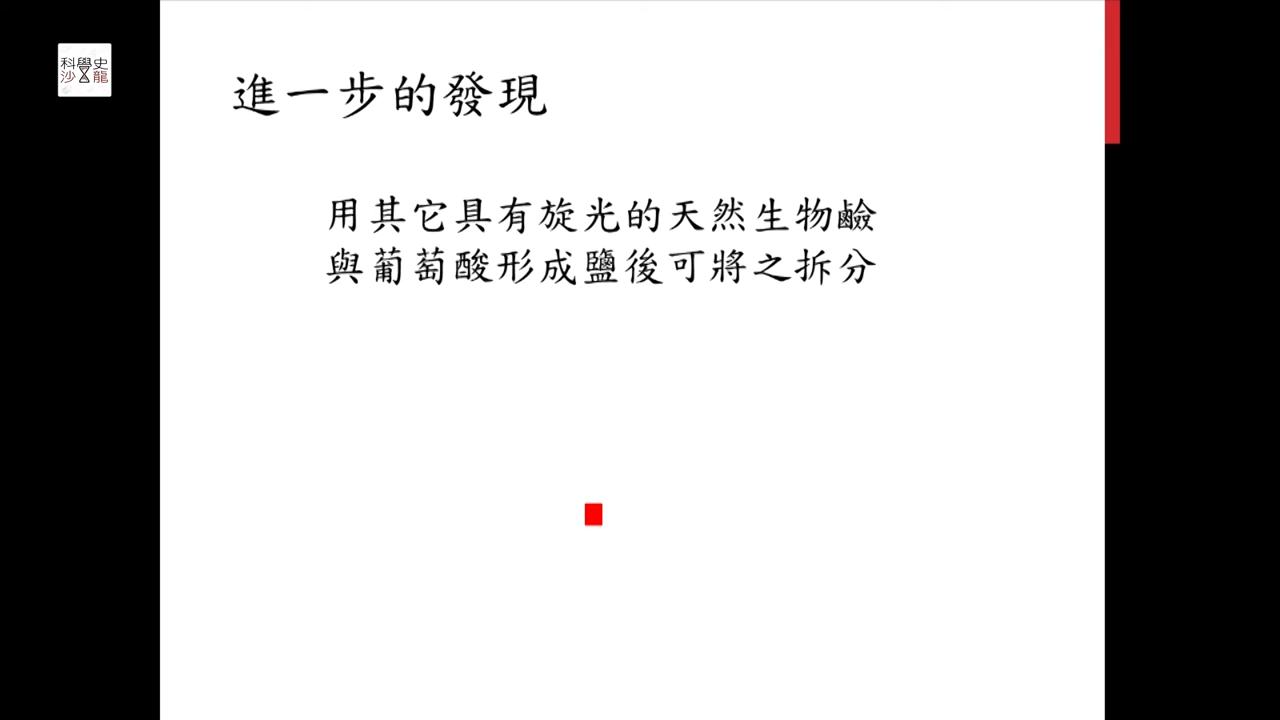 科學史
沙龍
進一步的發現
用其它具有旋光的天然生物鹼
與葡萄酸形成鹽後可將之拆分